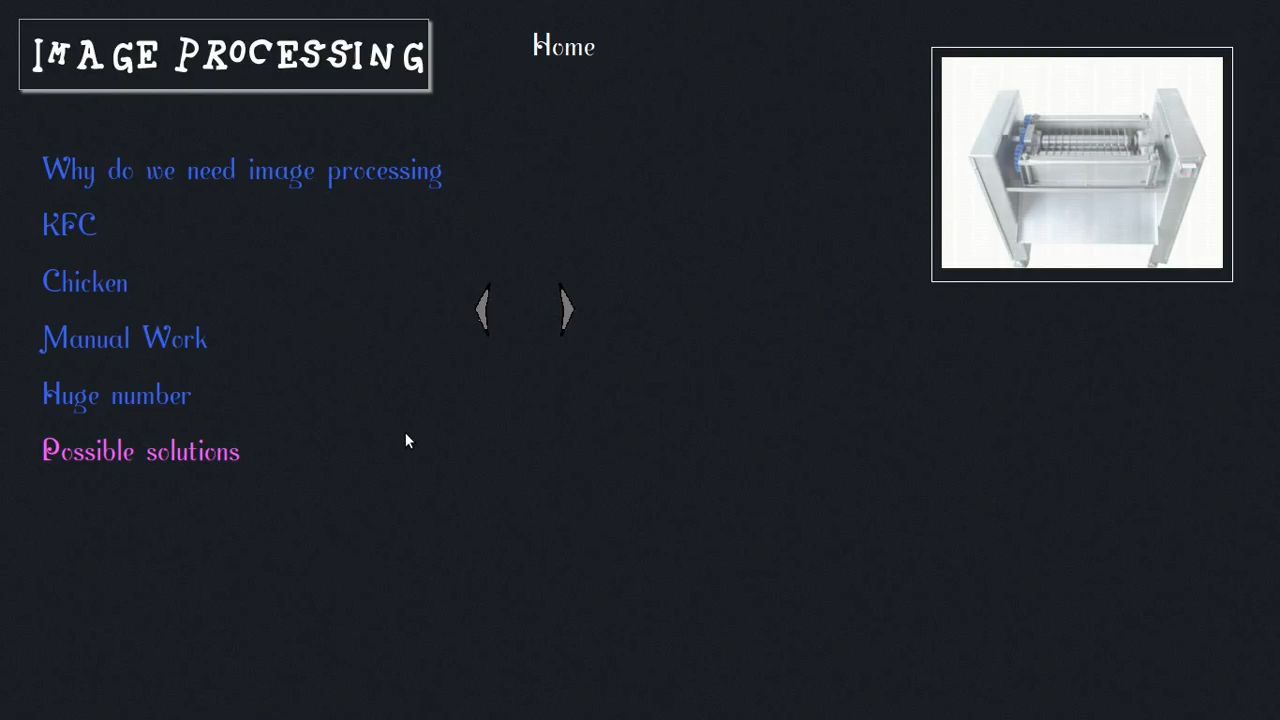 IMAGE PROCESSING
Home
Why do we need image processing
KFC
Chicken
Manual Work
Huge number
Possible solutions